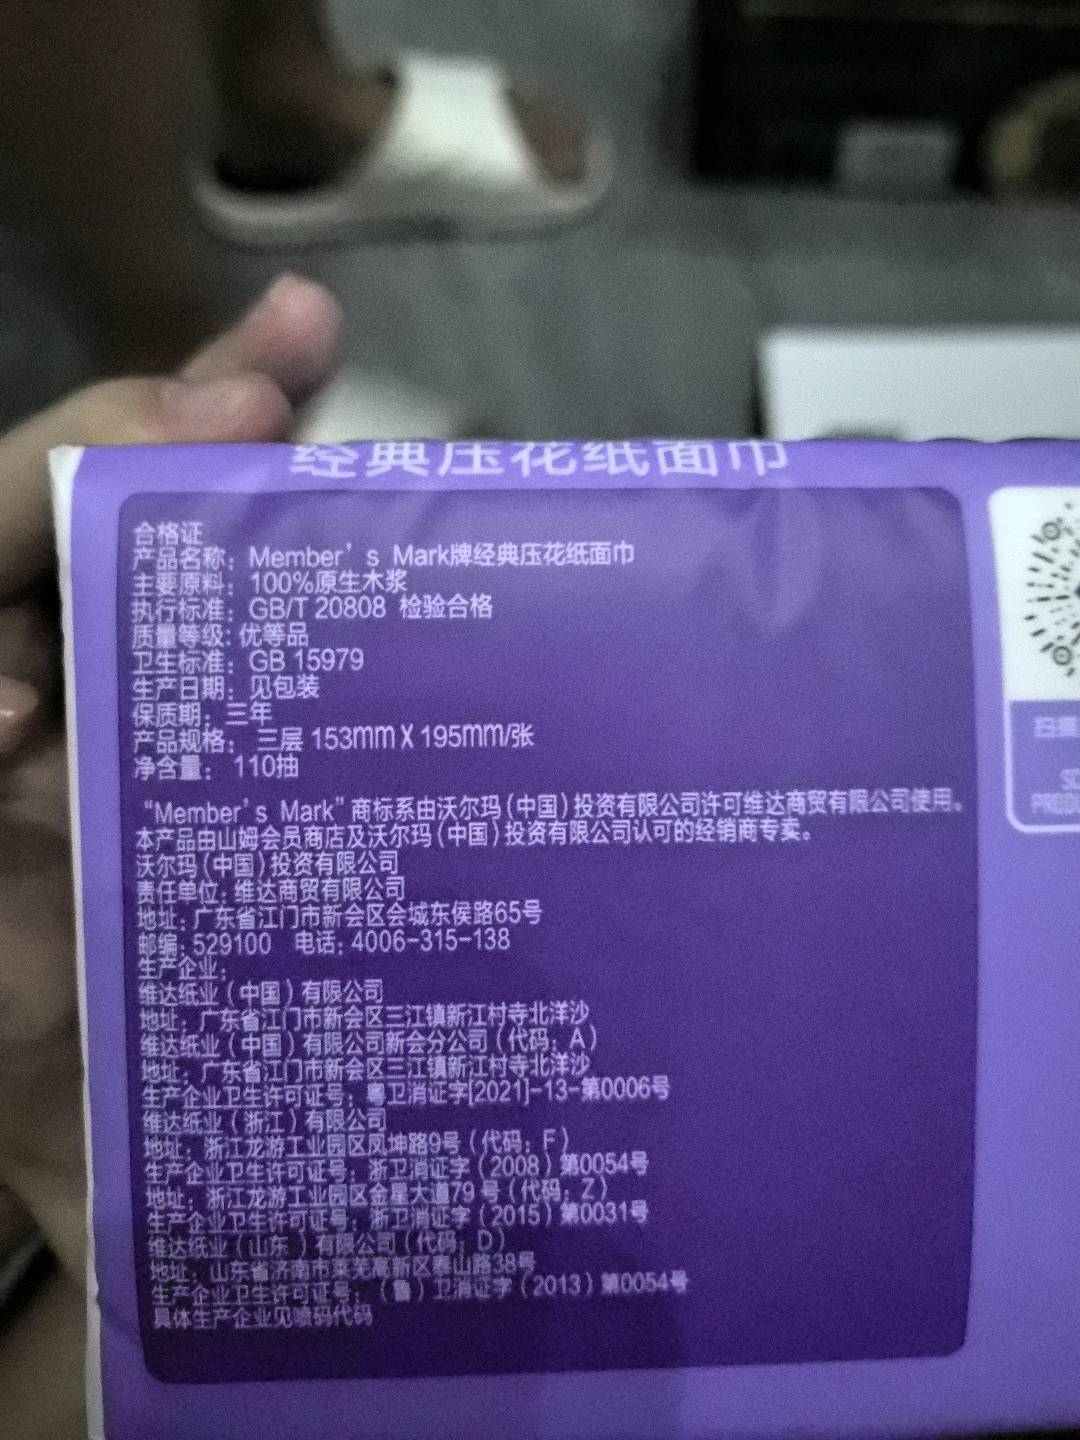 经典压花纸面巾
合格证
产品名称：Member's Mark牌经典压花纸面巾
主要原料：100%原生木浆
执行标准：GB/T 20808 检验合格
质量等级：优等品
卫生标准：GB 15979
生产日期：见包装
保质期：三年
产品规格：三层 153mm X 195mm/张
净含量：110抽
“Member's Mark”商标系由沃尔玛(中国)投资有限公司许可维达商贸有限公司使用。
本产品由山姆会员商店及沃尔玛(中国)投资有限公司认可的经销商专卖。
沃尔玛(中国)投资有限公司
责任单位：维达商贸有限公司
地址：广东省江门市新会区会城东侯路65号
邮编：529100 电话：4006-315-138
生产企业：
维达纸业（中国）有限公司
地址：广东省江门市新会区三江镇新江村寺北洋沙
维达纸业（中国）有限公司新会分公司（代码：A）
地址：广东省江门市新会区三江镇新江村寺北洋沙
生产企业卫生许可证号：粤卫消证字[2021]-13-第0006号
维达纸业（浙江）有限公司
地址：浙江龙游工业园区凤坤路9号（代码：F）
生产企业卫生许可证号：浙卫消证字（2008）第0054号
地址：浙江龙游工业园区金星大道79号（代码：Z）
生产企业卫生许可证号：浙卫消证字（2015）第0031号
维达纸业（山东）有限公司（代码：D）
地址：山东省济南市莱芜高新区泰山路38号
生产企业卫生许可证号：（鲁）卫消证字（2013）第0054号
具体生产企业见喷码代码
扫描